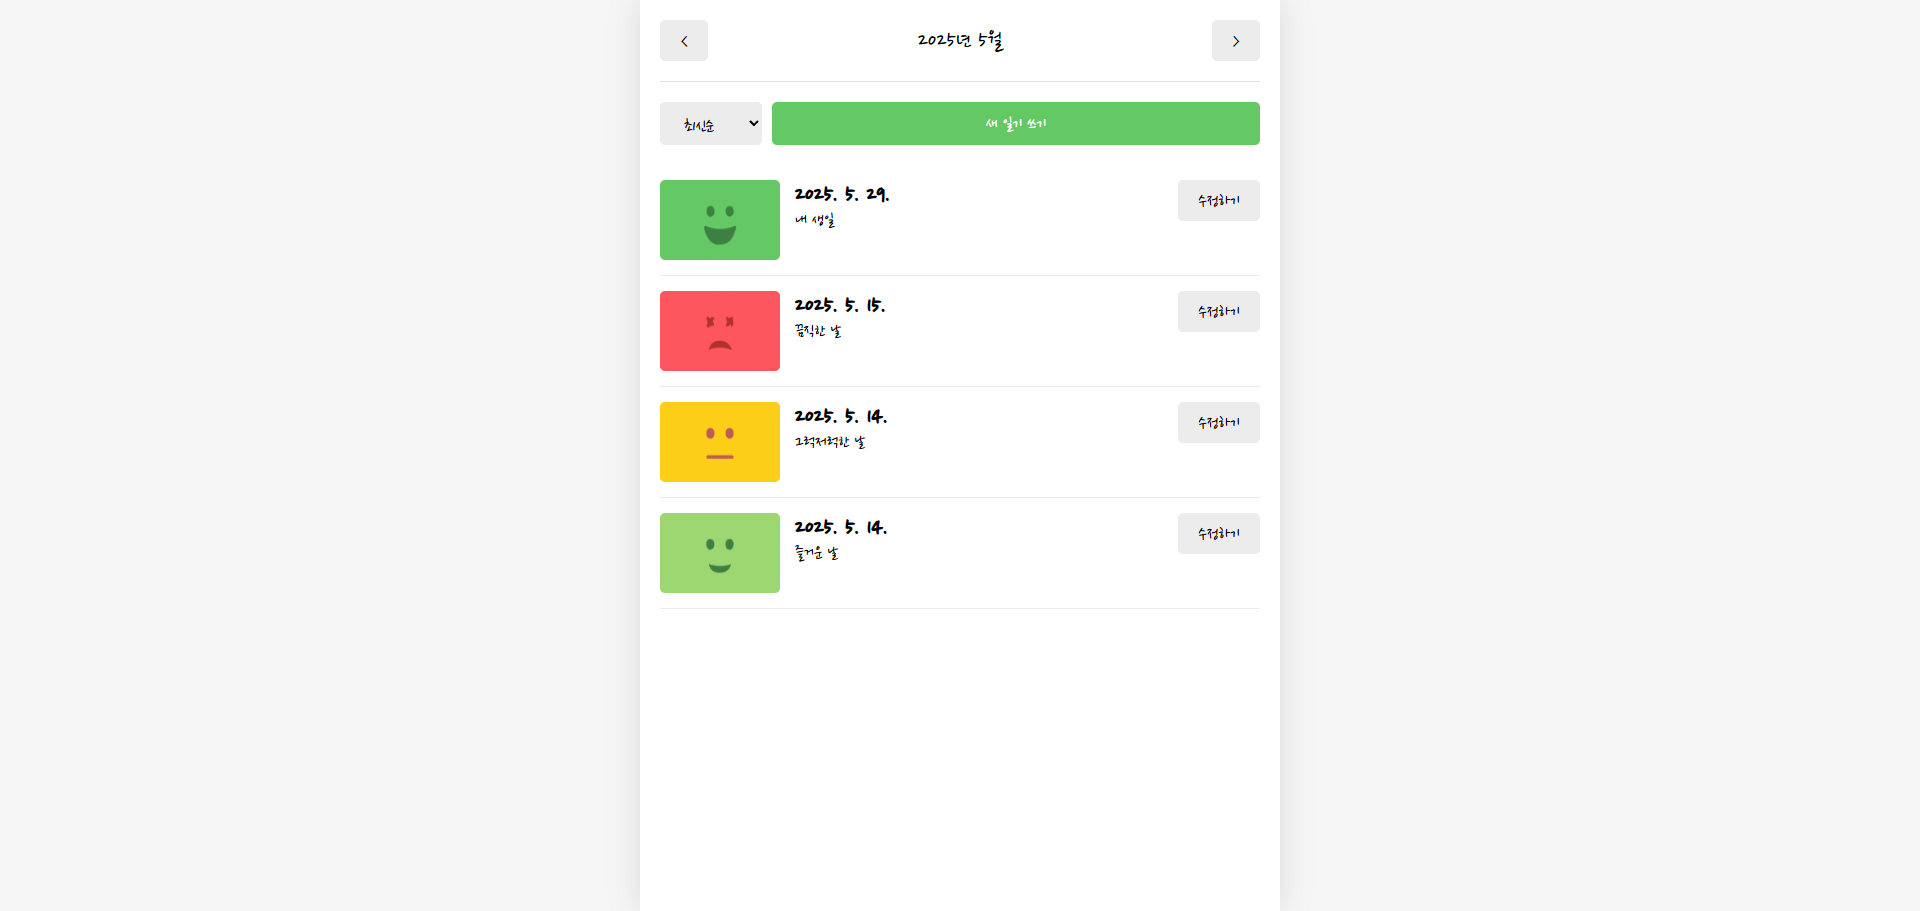 2025년 5월
최신순
새 일기 쓰기
2025. 5. 29.
내 생일
수정하기
2025. 5. 15.
끔직한 날
수정하기
2025. 5. 14.
그럭저럭한 날
수정하기
2025. 5. 14.
즐거운 날
수정하기